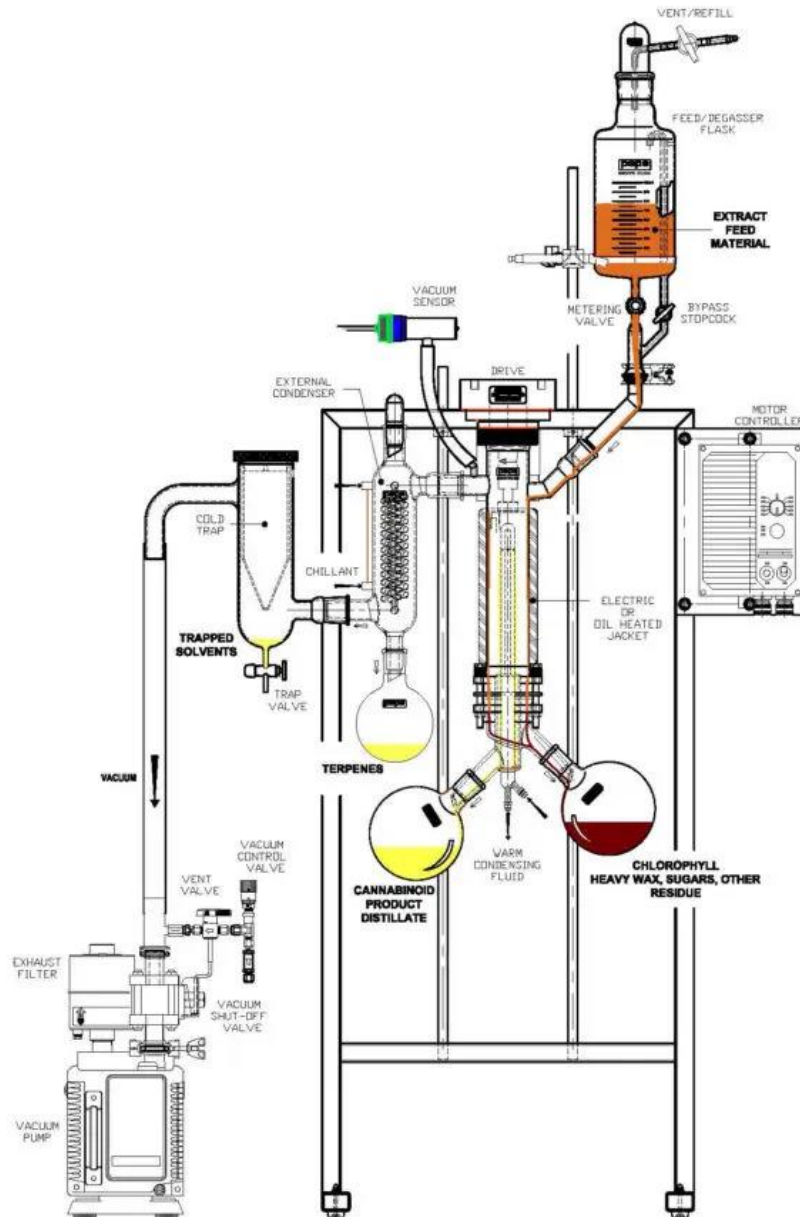 VENT/REFILL
FEED/DEGASSER
FLASK
pope
EXTRACT
FEED
MATERIAL
METERING
VALVE
BYPASS
STOPCOCK
VACUUM
SENSOR
DRIVE
EXTERNAL
CONDENSER
MOTOR
CONTROLLER
pope
pope
COLD
TRAP
CHILLANT
ELECTRIC
OR
OIL HEATED
JACKET
TRAPPED
SOLVENTS
TRAP
VALVE
TERPENES
VACUUM
WARM
CONDENSING
FLUID
CHLOROPHYLL
HEAVY WAX, SUGARS, OTHER
RESIDUE
CANNABINOID
PRODUCT
DISTILLATE
VACUUM
CONTROL
VALVE
VENT
VALVE
EXHAUST
FILTER
VACUUM
SHUT-OFF
VALVE
VACUUM
PUMP